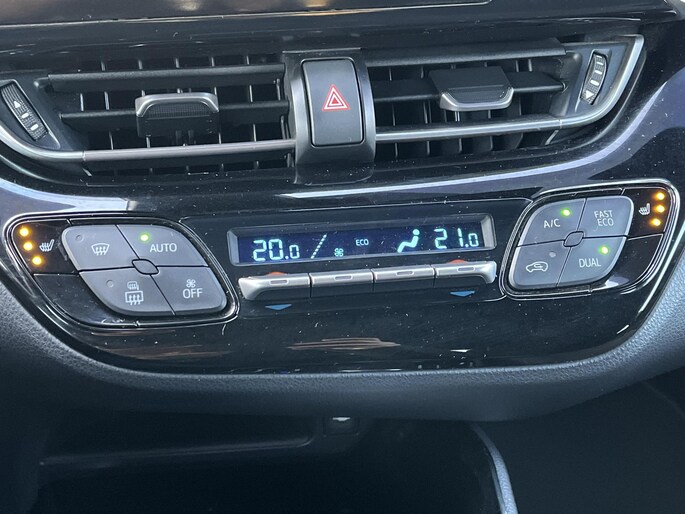 20.0
ECO
21.0
AUTO
OFF
A/C
FAST
ECO
DUAL